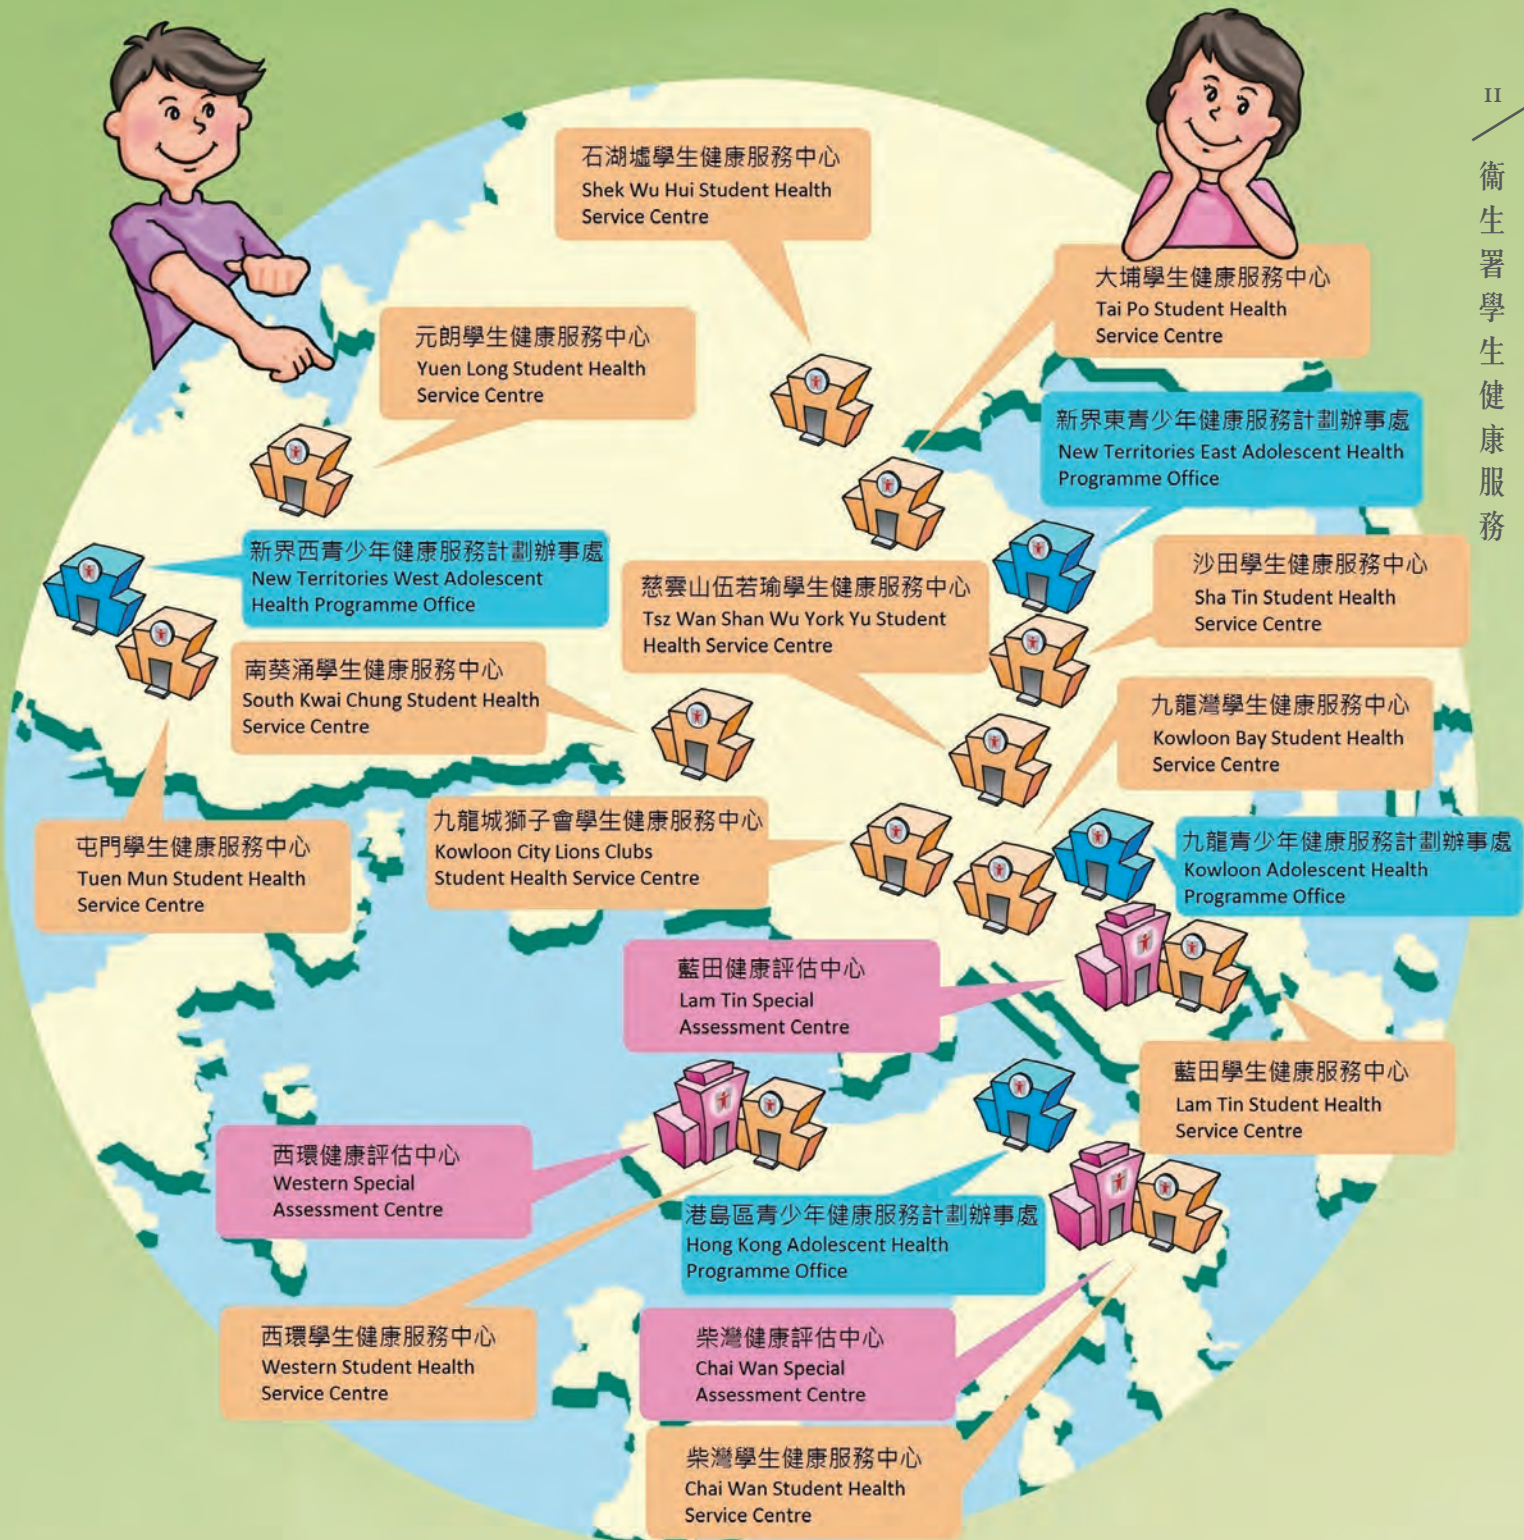 II
衞生署學生健康服務
石湖墟學生健康服務中心
Shek Wu Hui Student Health
Service Centre
大埔學生健康服務中心
Tai Po Student Health
Service Centre
元朗學生健康服務中心
Yuen Long Student Health
Service Centre
新界東青少年健康服務計劃辦事處
New Territories East Adolescent Health
Programme Office
新界西青少年健康服務計劃辦事處
New Territories West Adolescent
Health Programme Office
慈雲山伍若瑜學生健康服務中心
Tsz Wan Shan Wu York Yu Student
Health Service Centre
沙田學生健康服務中心
Sha Tin Student Health
Service Centre
南葵涌學生健康服務中心
South Kwai Chung Student Health
Service Centre
九龍灣學生健康服務中心
Kowloon Bay Student Health
Service Centre
屯門學生健康服務中心
Tuen Mun Student Health
Service Centre
九龍城獅子會學生健康服務中心
Kowloon City Lions Clubs
Student Health Service Centre
九龍青少年健康服務計劃辦事處
Kowloon Adolescent Health
Programme Office
藍田健康評估中心
Lam Tin Special
Assessment Centre
藍田學生健康服務中心
Lam Tin Student Health
Service Centre
西環健康評估中心
Western Special
Assessment Centre
港島區青少年健康服務計劃辦事處
Hong Kong Adolescent Health
Programme Office
西環學生健康服務中心
Western Student Health
Service Centre
柴灣健康評估中心
Chai Wan Special
Assessment Centre
柴灣學生健康服務中心
Chai Wan Student Health
Service Centre